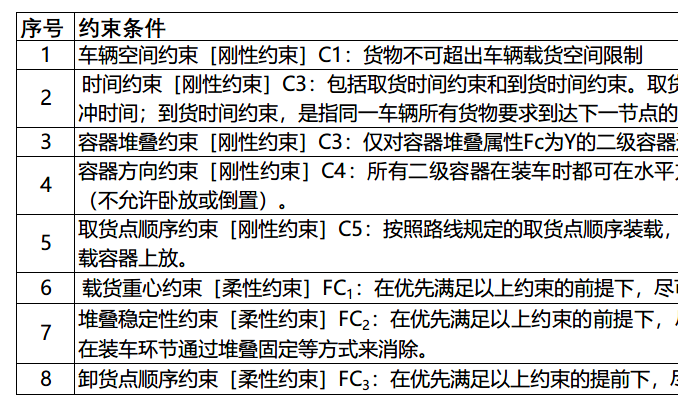 序号 约束条件
1 车辆空间约束［刚性约束］C1：货物不可超出车辆载货空间限制
2 时间约束［刚性约束］C3：包括取货时间约束和到货时间约束。取货
冲时间；到货时间约束，是指同一车辆所有货物要求到达下一节点的
3 容器堆叠约束［刚性约束］C3：仅对容器堆叠属性Fc为Y的二级容器
4 容器方向约束［刚性约束］C4：所有二级容器在装车时都可在水平
（不允许卧放或倒置）。
5 取货点顺序约束［刚性约束］C5：按照路线规定的取货点顺序装载，
载容器上放。
6 载货重心约束［柔性约束］FC₁：在优先满足以上约束的前提下，尽
7 堆叠稳定性约束［柔性约束］FC₂：在优先满足以上约束的前提下，
在装车环节通过堆叠固定等方式来消除。
8 卸货点顺序约束［柔性约束］FC₃：在优先满足以上约束的提前下，尽